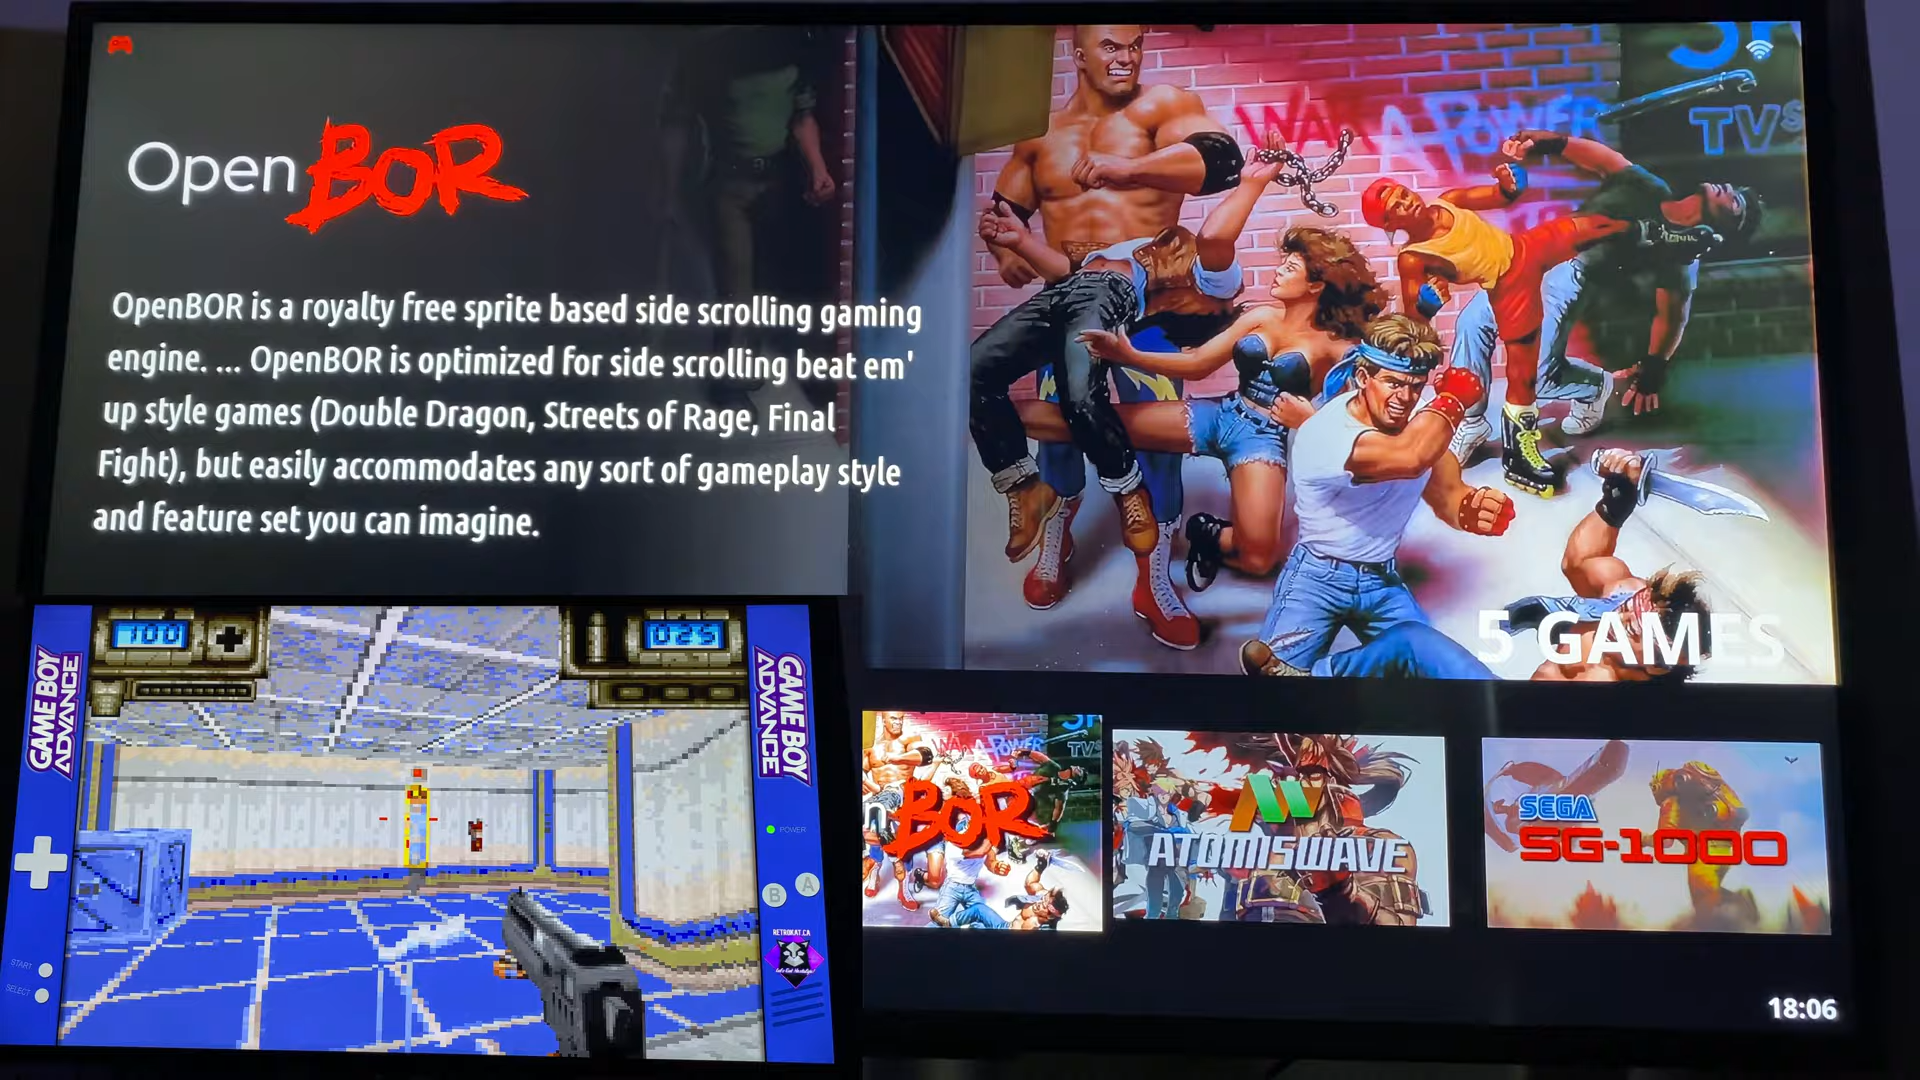 Open BOR
OpenBOR is a royalty free sprite based side scrolling gaming
engine. ... OpenBOR is optimized for side scrolling beat em'
up style games (Double Dragon, Streets of Rage, Final
Fight), but easily accommodates any sort of gameplay style
and feature set you can imagine.
WANA POWER
TVs
5 GAMES
100
025
GAME BOY
ADVANCE
GAME BOY
ADVANCE
POWER
B
A
START
SELECT
RETROKAT.CA
BOR
ATOMISWAVE
SEGA
SG-1000
18:06